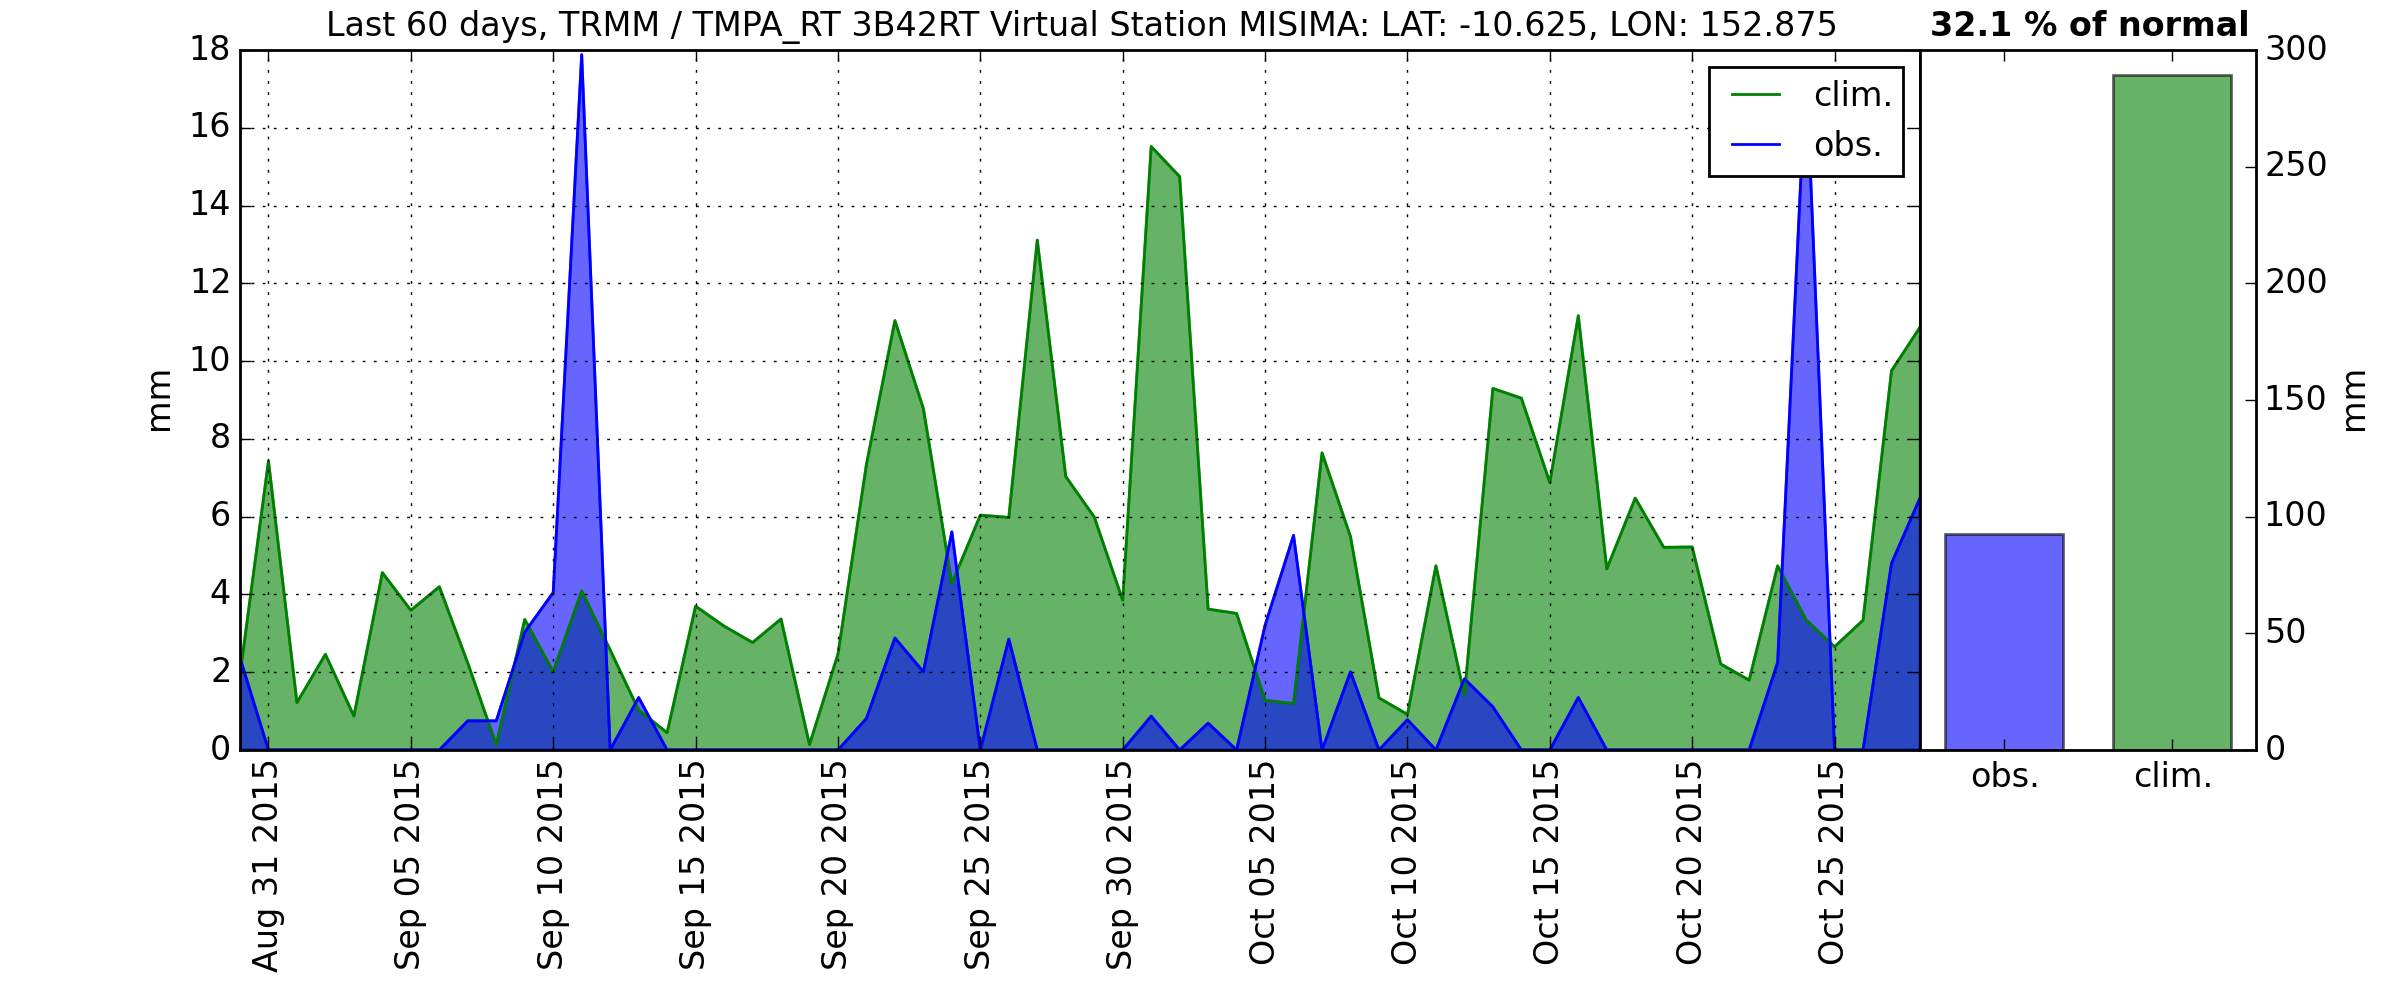 Last 60 days, TRMM / TMPA_RT 3B42RT Virtual Station MISIMA: LAT: -10.625, LON: 152.875
32.1 % of normal
18
16
14
12
10
8
6
4
2
0
mm
clim.
obs.
300
250
200
150
100
50
0
mm
Aug 31 2015
Sep 05 2015
Sep 10 2015
Sep 15 2015
Sep 20 2015
Sep 25 2015
Sep 30 2015
Oct 05 2015
Oct 10 2015
Oct 15 2015
Oct 20 2015
Oct 25 2015
obs.
clim.